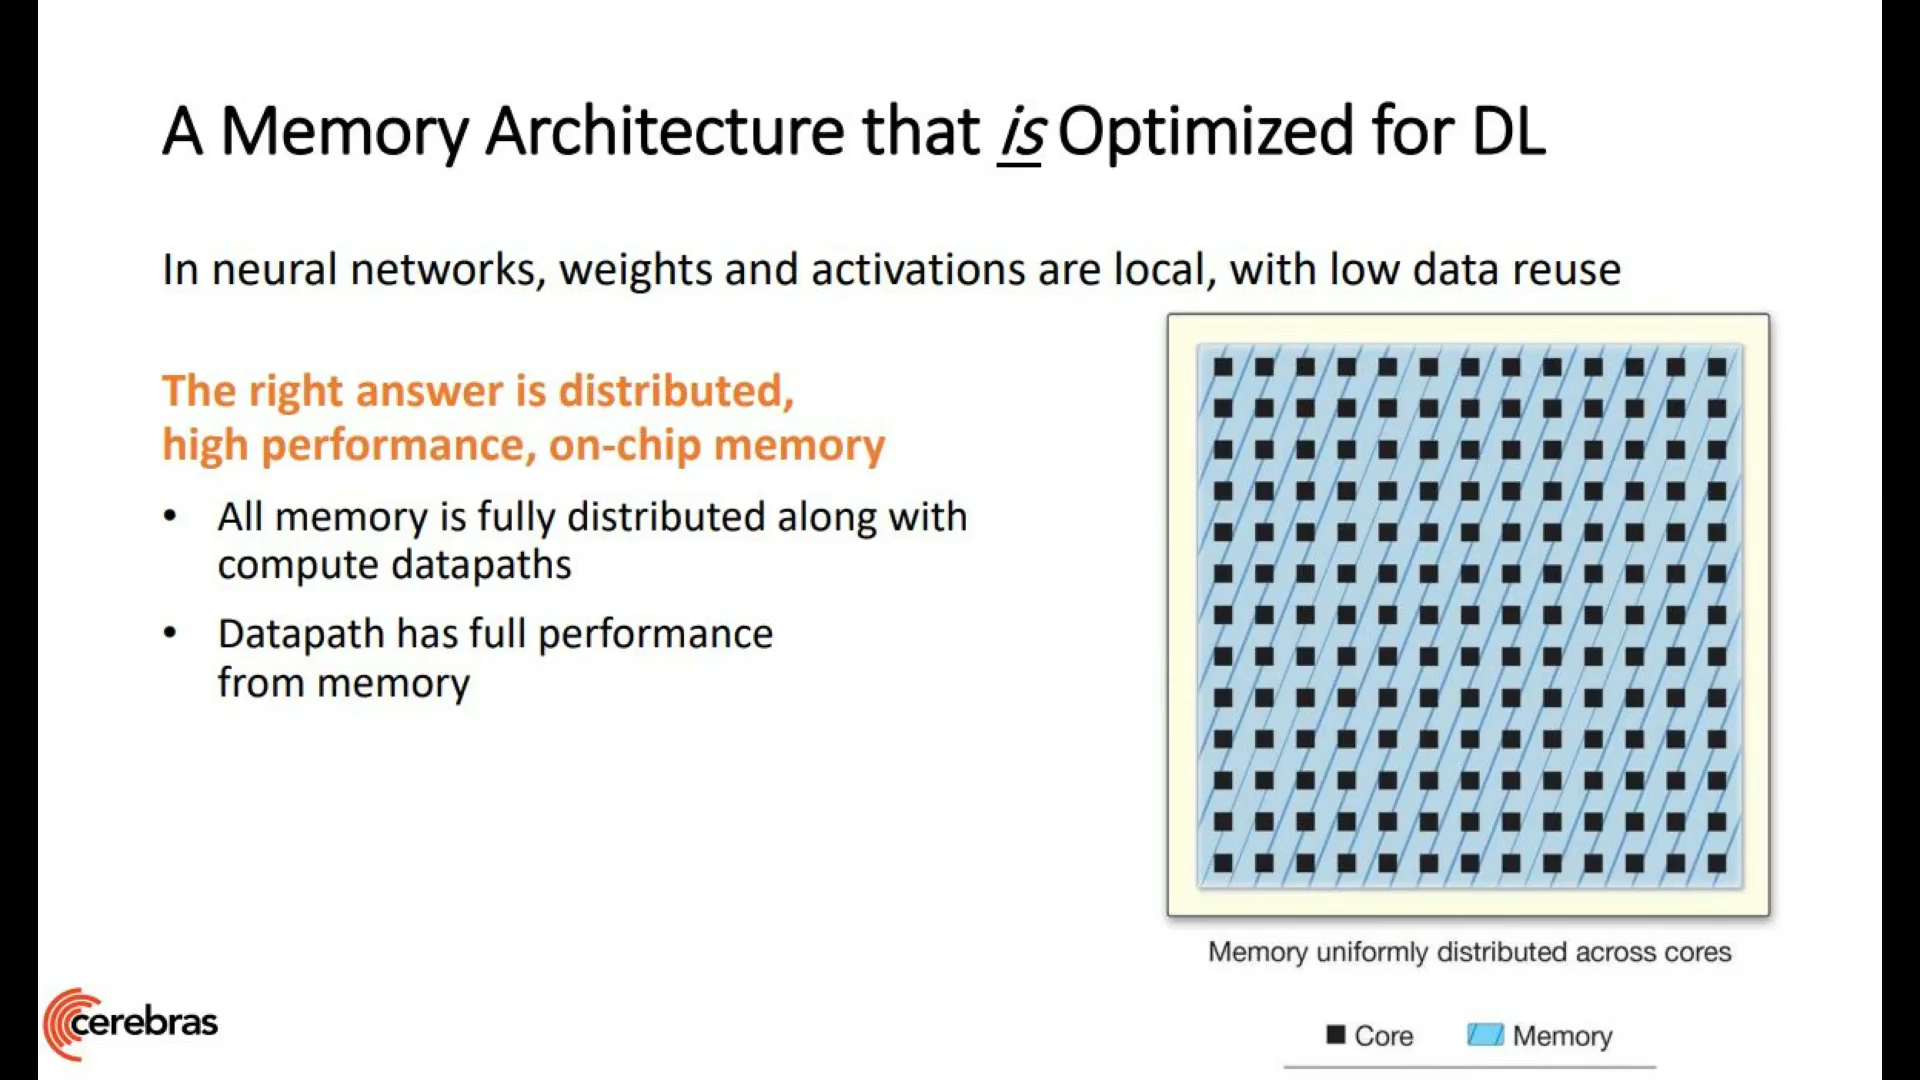 A Memory Architecture that is Optimized for DL
In neural networks, weights and activations are local, with low data reuse
The right answer is distributed,
high performance, on-chip memory
• All memory is fully distributed along with
compute datapaths
• Datapath has full performance
from memory
Memory uniformly distributed across cores
Core Memory
cerebras